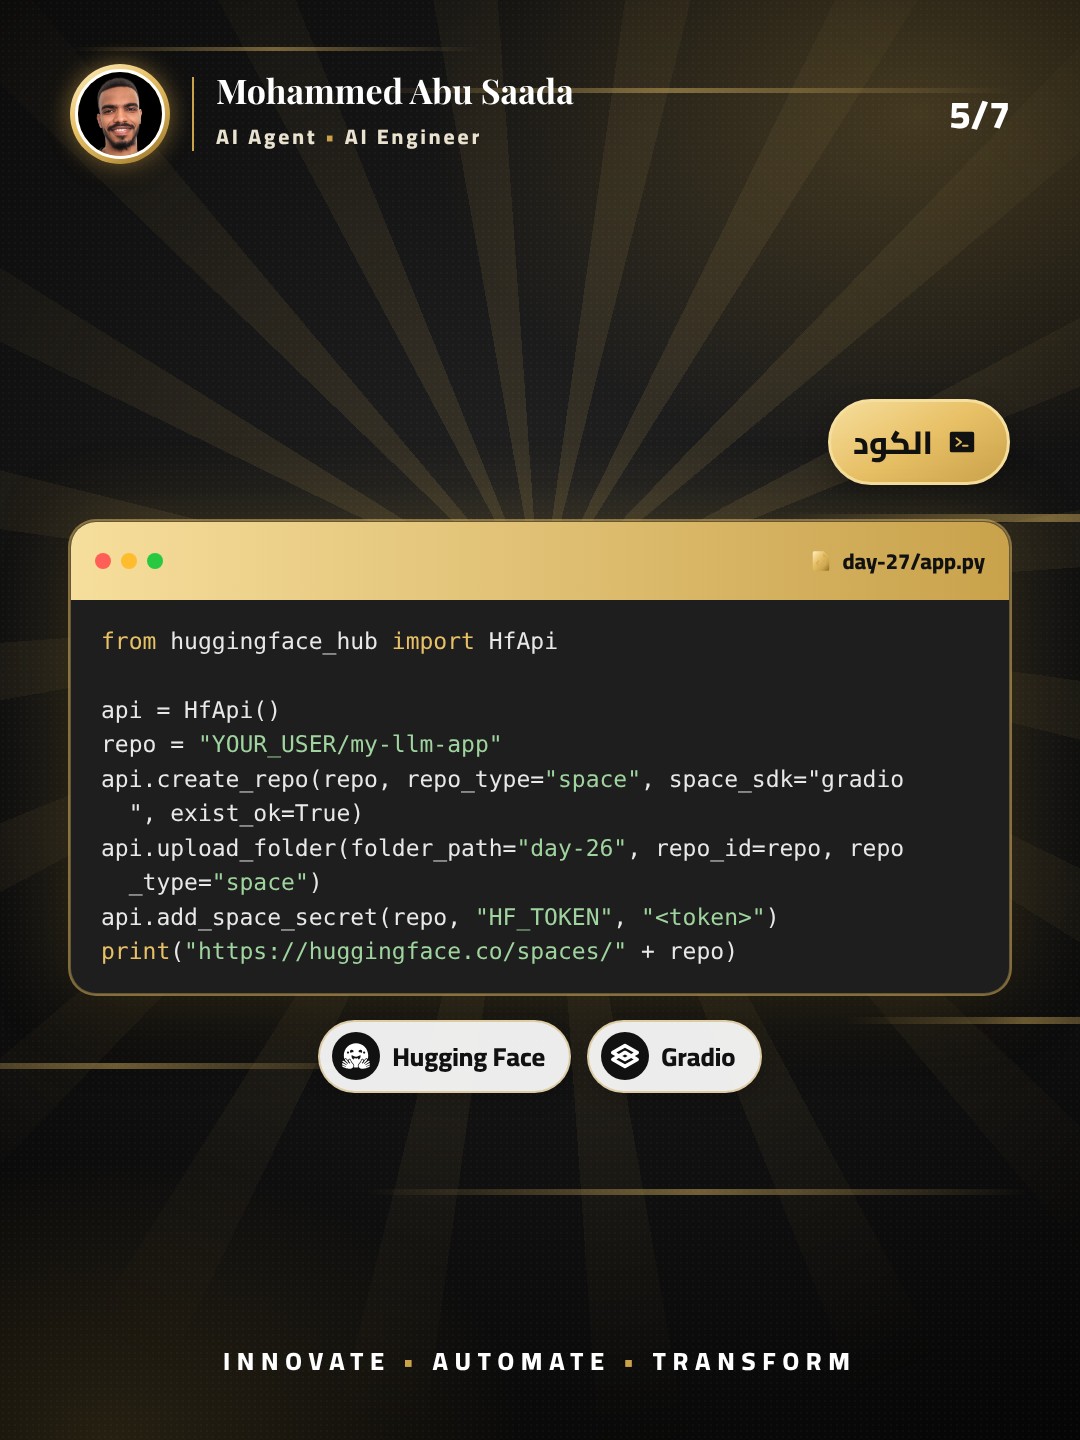 Mohammed Abu Saada
AI Agent ▪ AI Engineer
5/7
الكود
day-27/app.py
from huggingface_hub import HfApi
api = HfApi()
repo = "YOUR_USER/my-llm-app"
api.create_repo(repo, repo_type="space", space_sdk="gradio
", exist_ok=True)
api.upload_folder(folder_path="day-26", repo_id=repo, repo
_type="space")
api.add_space_secret(repo, "HF_TOKEN", "<token>")
print("https://huggingface.co/spaces/" + repo)
Hugging Face
Gradio
INNOVATE ▪ AUTOMATE ▪ TRANSFORM